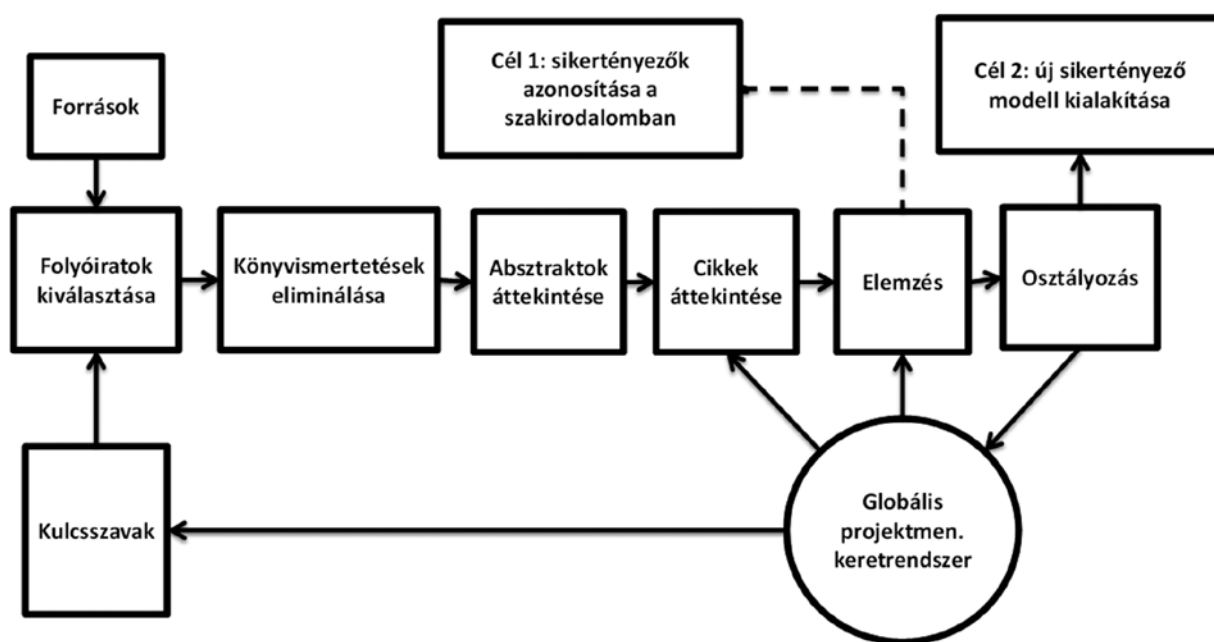 Források
Cél 1: sikertényezők
azonosítása a
szakirodalomban
Cél 2: új sikertényező
modell kialakítása
Folyóiratok
kiválasztása
Könyvismertetések
eliminálása
Absztraktok
áttekintése
Cikkek
áttekintése
Elemzés
Osztályozás
Kulcsszavak
Globális
projektmen.
keretrendszer